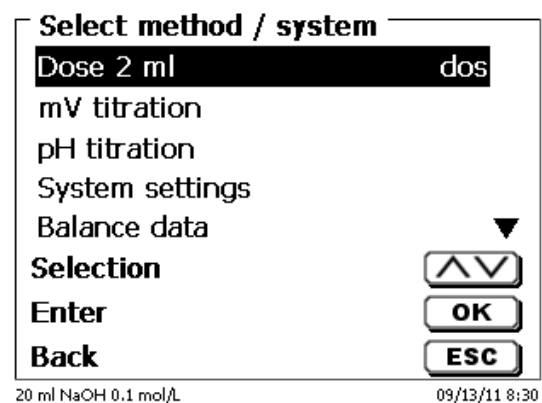 Select method / system
Dose 2 ml dos
mV titration
pH titration
System settings
Balance data
Selection
Enter OK
Back ESC
20 ml NaOH 0.1 mol/L 09/13/11 8:30